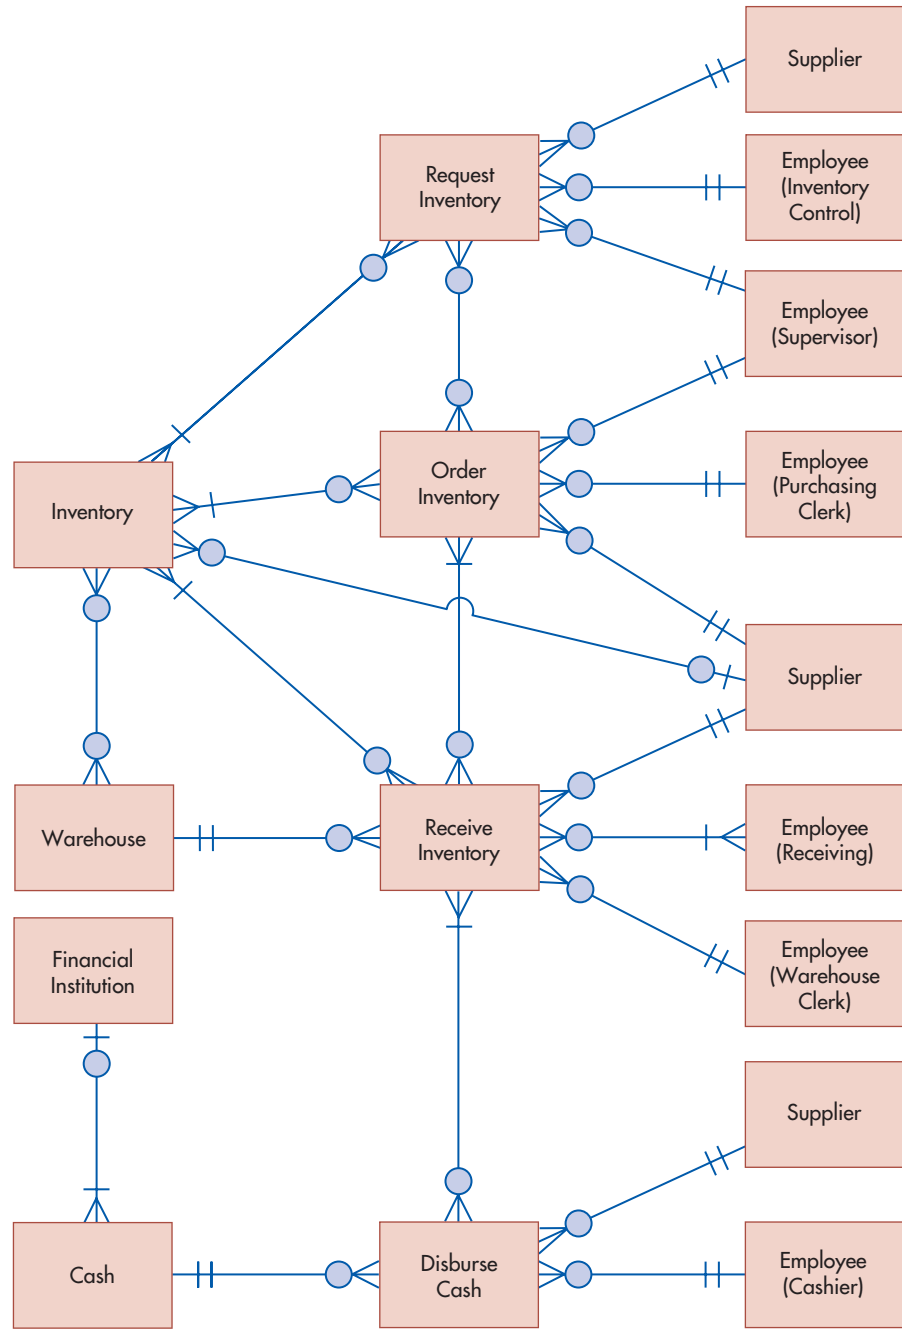 Supplier
Request
Inventory
Employee
(Inventory
Control)
Employee
(Supervisor)
Inventory
Order
Inventory
Employee
(Purchasing
Clerk)
Supplier
Warehouse
Receive
Inventory
Employee
(Receiving)
Financial
Institution
Employee
(Warehouse
Clerk)
Supplier
Cash
Disburse
Cash
Employee
(Cashier)